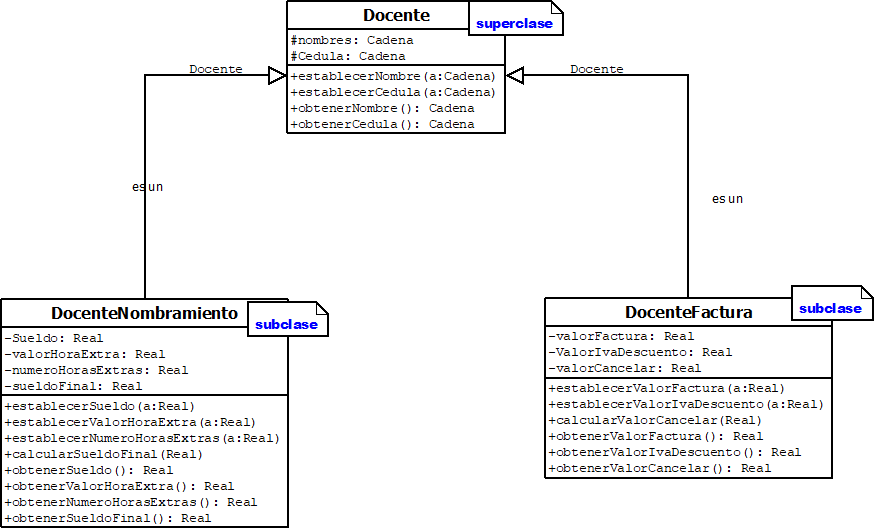 Docente
superclase
#nombres: Cadena
#Cedula: Cadena
+establecerNombre(a:Cadena)
+establecerCedula(a:Cadena)
+obtenerNombre(): Cadena
+obtenerCedula(): Cadena
Docente
Docente
es un
es un
DocenteNombramiento
subclase
-Sueldo: Real
-valorHoraExtra: Real
-numeroHorasExtras: Real
-sueldoFinal: Real
+establecerSueldo(a:Real)
+establecerValorHoraExtra(a:Real)
+establecerNumeroHorasExtras(a:Real)
+calcularSueldoFinal(Real)
+obtenerSueldo(): Real
+obtenerValorHoraExtra(): Real
+obtenerNumeroHorasExtras(): Real
+obtenerSueldoFinal(): Real
DocenteFactura
subclase
-valorFactura: Real
-ValorIvaDescuento: Real
-valorCancelar: Real
+establecerValorFactura(a:Real)
+establecerValorIvaDescuento(a:Real)
+calcularValorCancelar(Real)
+obtenerValorFactura(): Real
+obtenerValorIvaDescuento(): Real
+obtenerValorCancelar(): Real